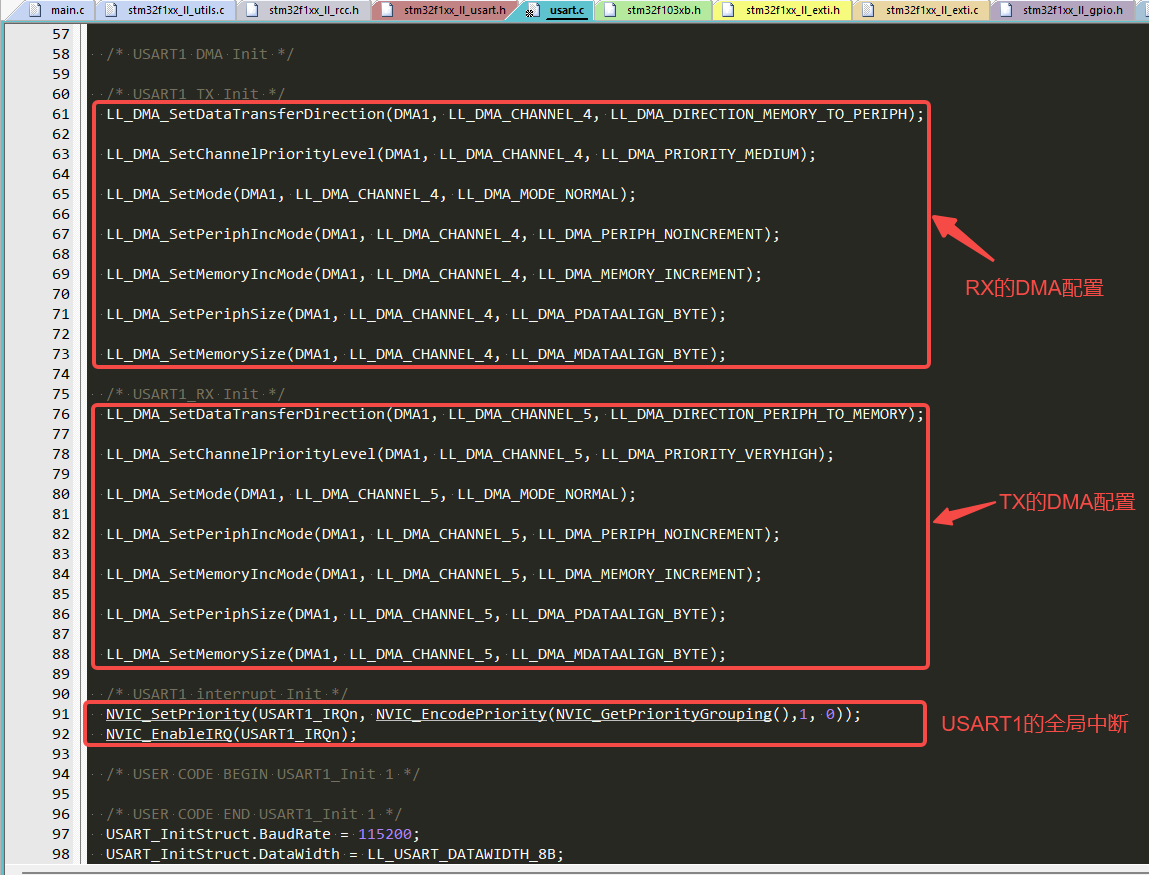 main.c stm32f1xx_ll_utils.c stm32f1xx_ll_rcc.h stm32f1xx_ll_usart.h usart.c stm32f103xb.h stm32f1xx_ll_exti.h stm32f1xx_ll_exti.c stm32f1xx_ll_gpio.h
57
58 /* USART1 DMA Init */
59
60 /* USART1_TX Init */
61 LL_DMA_SetDataTransferDirection(DMA1, LL_DMA_CHANNEL_4, LL_DMA_DIRECTION_MEMORY_TO_PERIPH);
62
63 LL_DMA_SetChannelPriorityLevel(DMA1, LL_DMA_CHANNEL_4, LL_DMA_PRIORITY_MEDIUM);
64
65 LL_DMA_SetMode(DMA1, LL_DMA_CHANNEL_4, LL_DMA_MODE_NORMAL);
66
67 LL_DMA_SetPeriphIncMode(DMA1, LL_DMA_CHANNEL_4, LL_DMA_PERIPH_NOINCREMENT);
68
69 LL_DMA_SetMemoryIncMode(DMA1, LL_DMA_CHANNEL_4, LL_DMA_MEMORY_INCREMENT);
RX的DMA配置
70
71 LL_DMA_SetPeriphSize(DMA1, LL_DMA_CHANNEL_4, LL_DMA_PDATAALIGN_BYTE);
72
73 LL_DMA_SetMemorySize(DMA1, LL_DMA_CHANNEL_4, LL_DMA_MDATAALIGN_BYTE);
74
75 /* USART1_RX Init */
76 LL_DMA_SetDataTransferDirection(DMA1, LL_DMA_CHANNEL_5, LL_DMA_DIRECTION_PERIPH_TO_MEMORY);
77
78 LL_DMA_SetChannelPriorityLevel(DMA1, LL_DMA_CHANNEL_5, LL_DMA_PRIORITY_VERYHIGH);
79
80 LL_DMA_SetMode(DMA1, LL_DMA_CHANNEL_5, LL_DMA_MODE_NORMAL);
TX的DMA配置
81
82 LL_DMA_SetPeriphIncMode(DMA1, LL_DMA_CHANNEL_5, LL_DMA_PERIPH_NOINCREMENT);
83
84 LL_DMA_SetMemoryIncMode(DMA1, LL_DMA_CHANNEL_5, LL_DMA_MEMORY_INCREMENT);
85
86 LL_DMA_SetPeriphSize(DMA1, LL_DMA_CHANNEL_5, LL_DMA_PDATAALIGN_BYTE);
87
88 LL_DMA_SetMemorySize(DMA1, LL_DMA_CHANNEL_5, LL_DMA_MDATAALIGN_BYTE);
89
90 /* USART1 interrupt Init */
91 NVIC_SetPriority(USART1_IRQn, NVIC_EncodePriority(NVIC_GetPriorityGrouping(),1, 0));
USART1的全局中断
92 NVIC_EnableIRQ(USART1_IRQn);
93
94 /* USER CODE BEGIN USART1_Init 1 */
95
96 /* USER CODE END USART1_Init 1 */
97 USART_InitStruct.BaudRate = 115200;
98 USART_InitStruct.DataWidth = LL_USART_DATAWIDTH_8B;